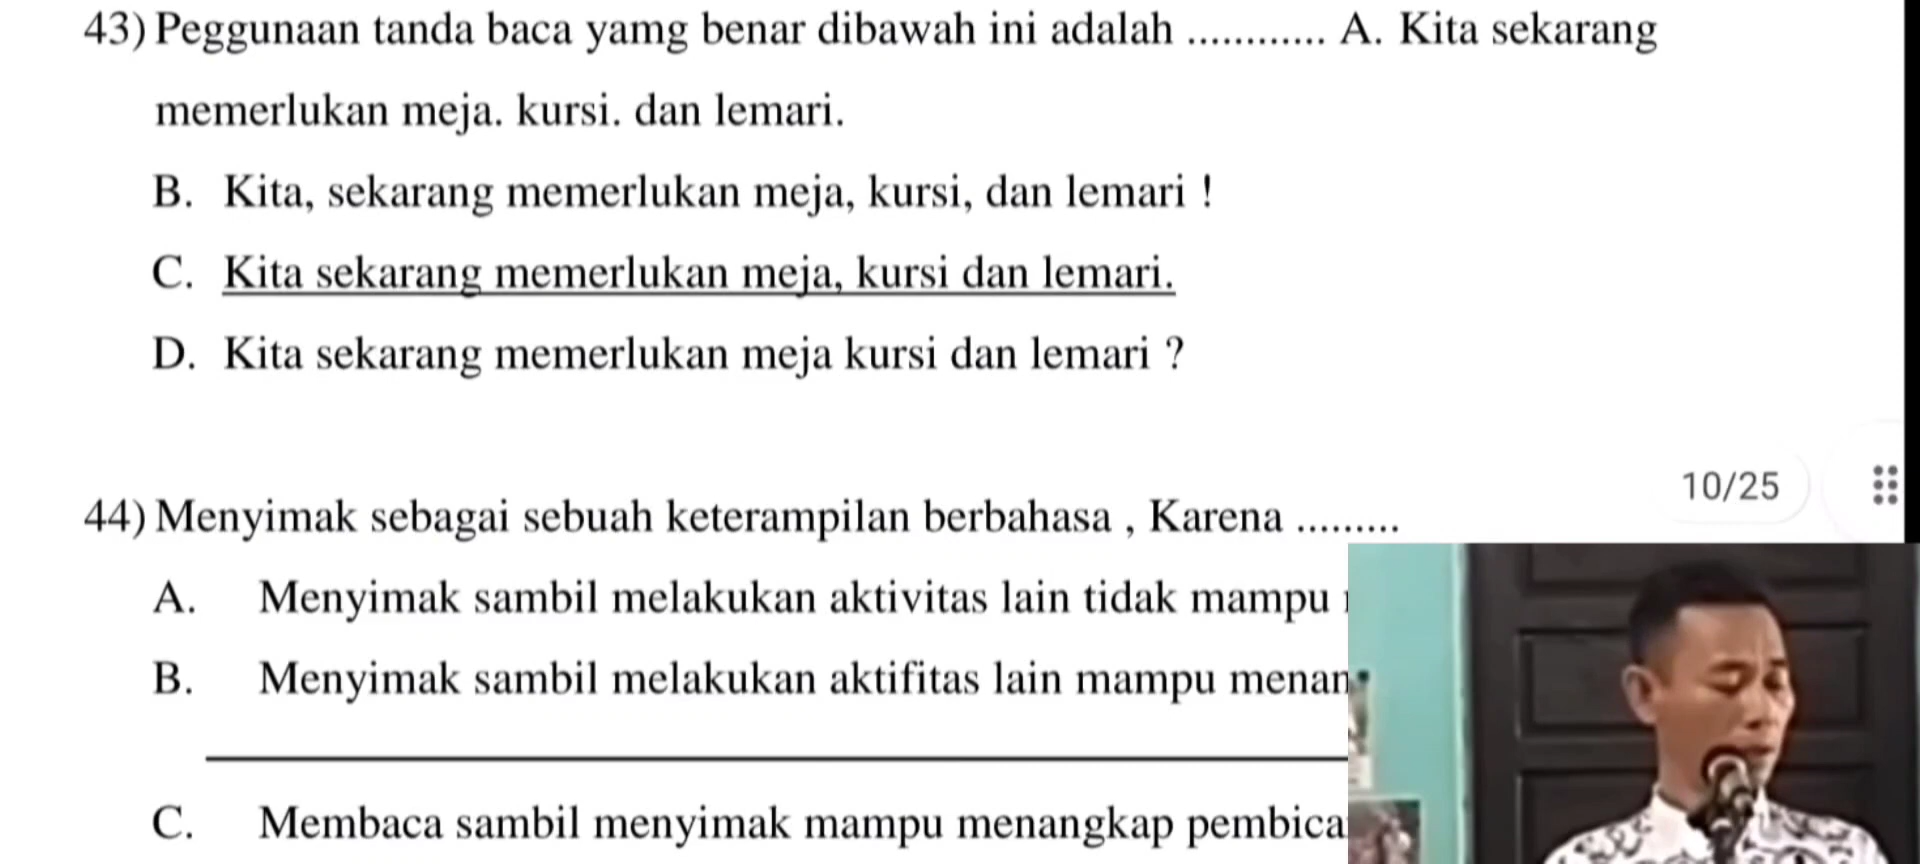 43) Peggunaan tanda baca yamg benar dibawah ini adalah ............ A. Kita sekarang
memerlukan meja. kursi. dan lemari.
B. Kita, sekarang memerlukan meja, kursi, dan lemari !
C. Kita sekarang memerlukan meja, kursi dan lemari.
D. Kita sekarang memerlukan meja kursi dan lemari ?
10/25
44) Menyimak sebagai sebuah keterampilan berbahasa , Karena .........
A. Menyimak sambil melakukan aktivitas lain tidak mampu
B. Menyimak sambil melakukan aktifitas lain mampu menan
C. Membaca sambil menyimak mampu menangkap pembica